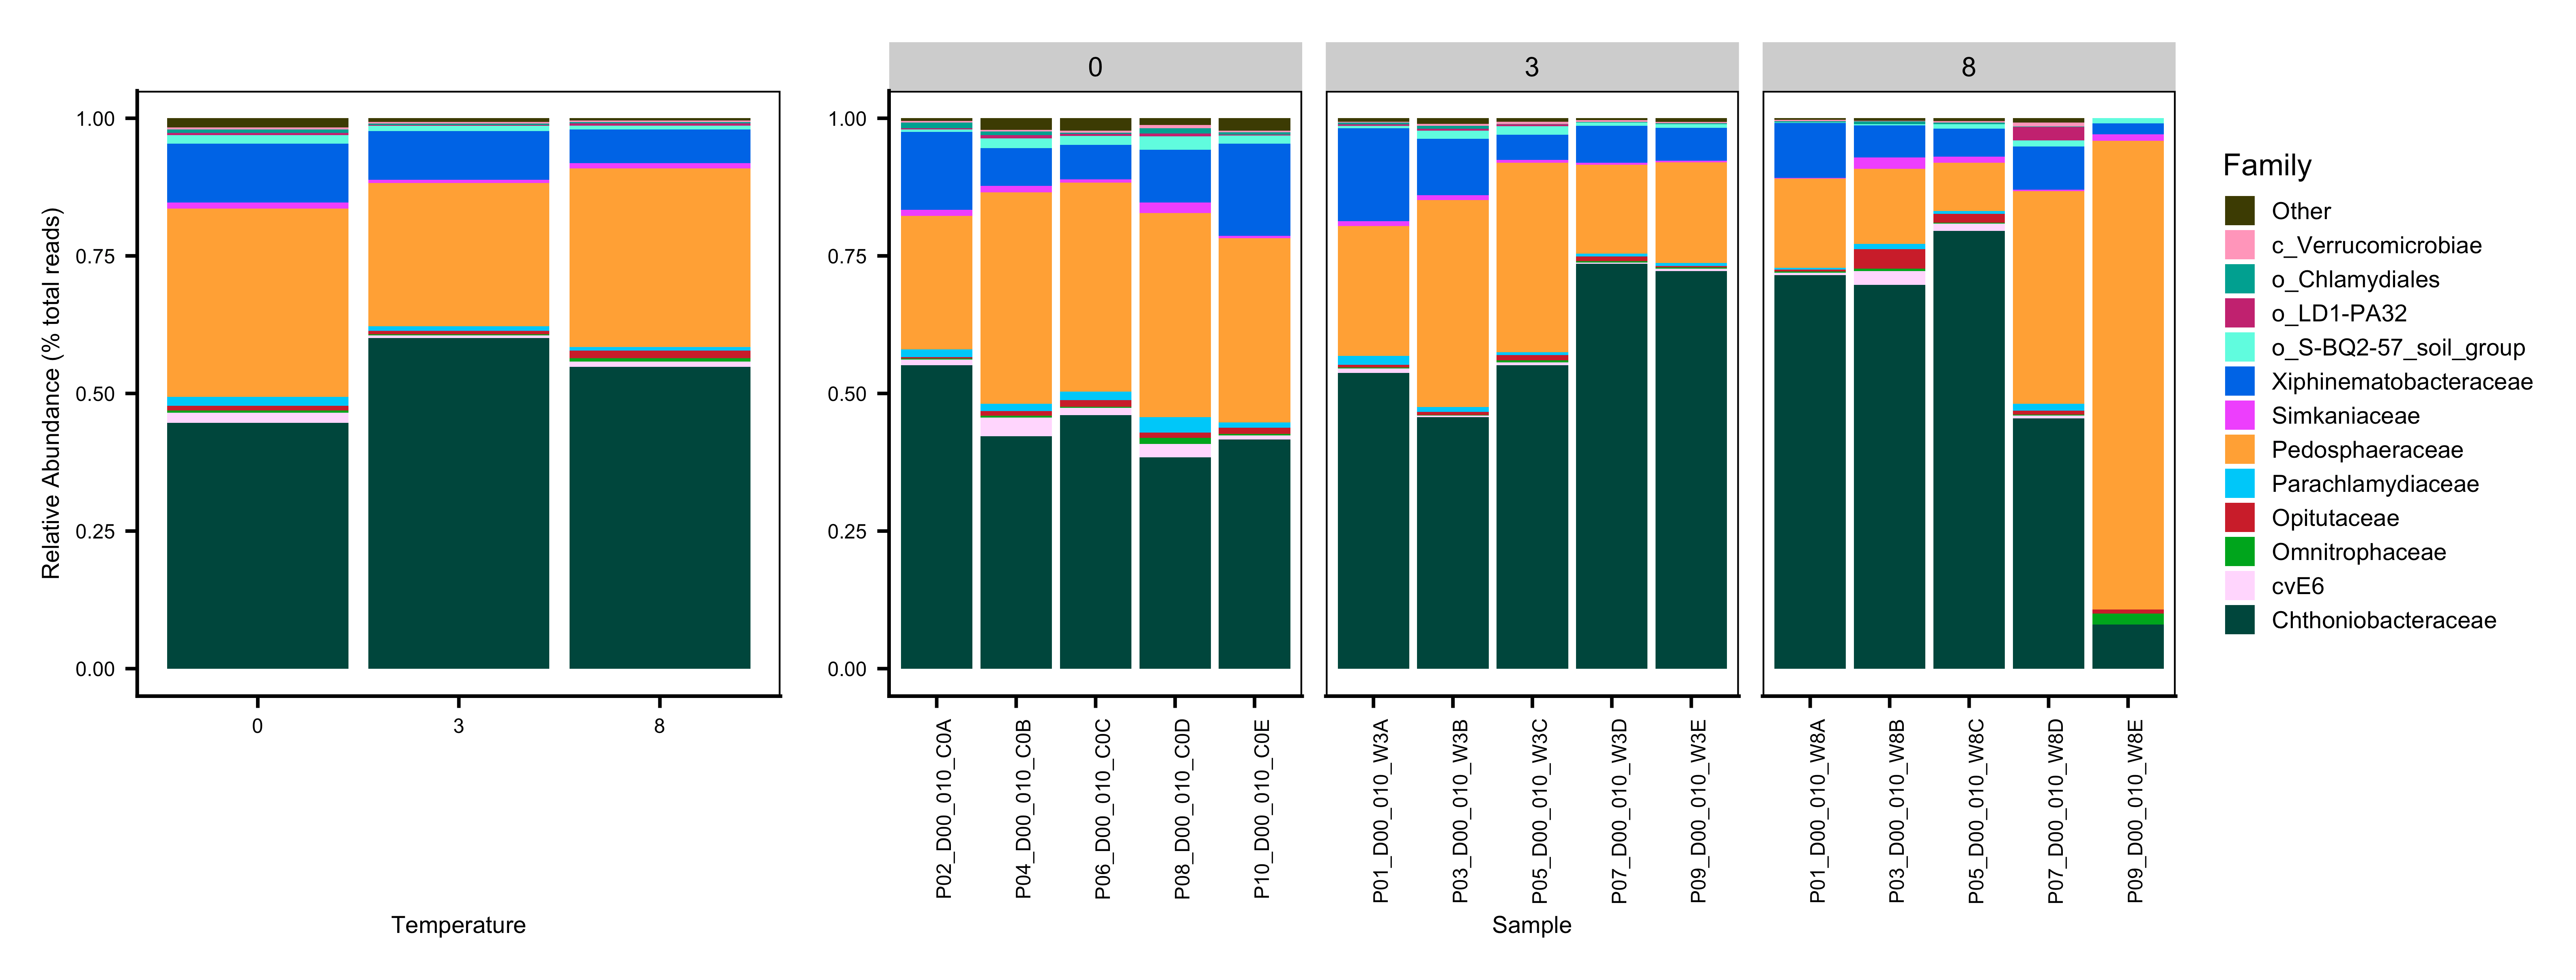 Relative Abundance (% total reads)
1.00
0.75
0.50
0.25
0.00
0
3
8
Temperature
0
3
8
1.00
0.75
0.50
0.25
0.00
P02_D00_010_C0A
P04_D00_010_C0B
P06_D00_010_C0C
P08_D00_010_C0D
P10_D00_010_C0E
P01_D00_010_W3A
P03_D00_010_W3B
P05_D00_010_W3C
P07_D00_010_W3D
P09_D00_010_W3E
P01_D00_010_W8A
P03_D00_010_W8B
P05_D00_010_W8C
P07_D00_010_W8D
P09_D00_010_W8E
Sample
Family
Other
c_Verrucomicrobiae
o_Chlamydiales
o_LD1-PA32
o_S-BQ2-57_soil_group
Xiphinematobacteraceae
Simkaniaceae
Pedosphaeraceae
Parachlamydiaceae
Opitutaceae
Omnitrophaceae
cvE6
Chthoniobacteraceae